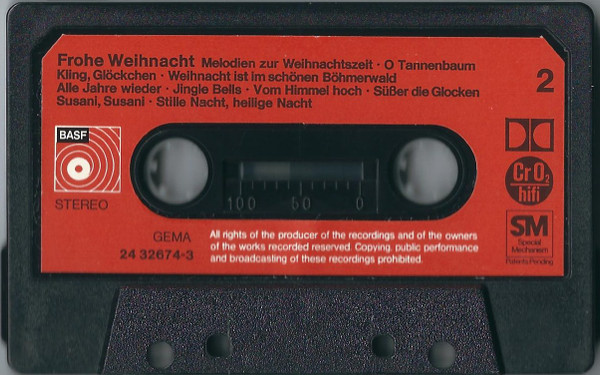 Frohe Weihnacht Melodien zur Weihnachtszeit · O Tannenbaum
Kling, Glöckchen · Weihnacht ist im schönen Böhmerwald
Alle Jahre wieder · Jingle Bells · Vom Himmel hoch · Süßer die Glocken
Susani, Susani · Stille Nacht, heilige Nacht
2
BASF
STEREO
100 50 0
CrO2
hifi
SM
Special
Mechanism
Patents Pending
GEMA
24 32674-3
All rights of the producer of the recordings and of the owners
of the works recorded reserved. Copying, public performance
and broadcasting of these recordings prohibited.